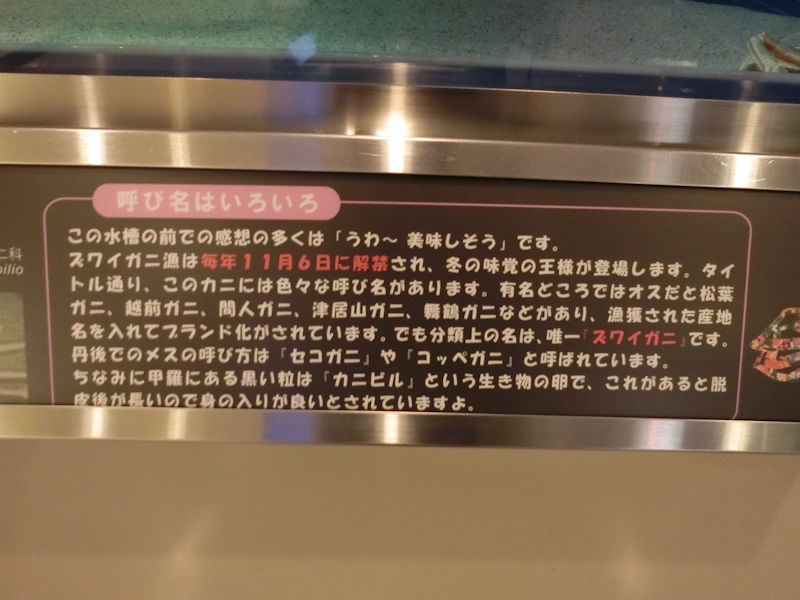 呼び名はいろいろ
この水槽の前での感想の多くは「うわ～ 美味しそう」です。
ズワイガニ漁は毎年１１月６日に解禁され、冬の味覚の王様が登場します。タイ
トル通り、このカニには色々な呼び名があります。有名どころではオスだと松葉
ガニ、越前ガニ、間人ガニ、津居山ガニ、舞鶴ガニなどがあり、漁獲された産地
名を入れてブランド化がされています。でも分類上の名は、唯一「ズワイガニ」です。
丹後でのメスの呼び方は「セコガニ」や「コッペガニ」と呼ばれています。
ちなみに甲羅にある黒い粒は「カニビル」という生き物の卵で、これがあると脱
皮後が長いので身の入りが良いとされていますよ。
ニ科
pilio